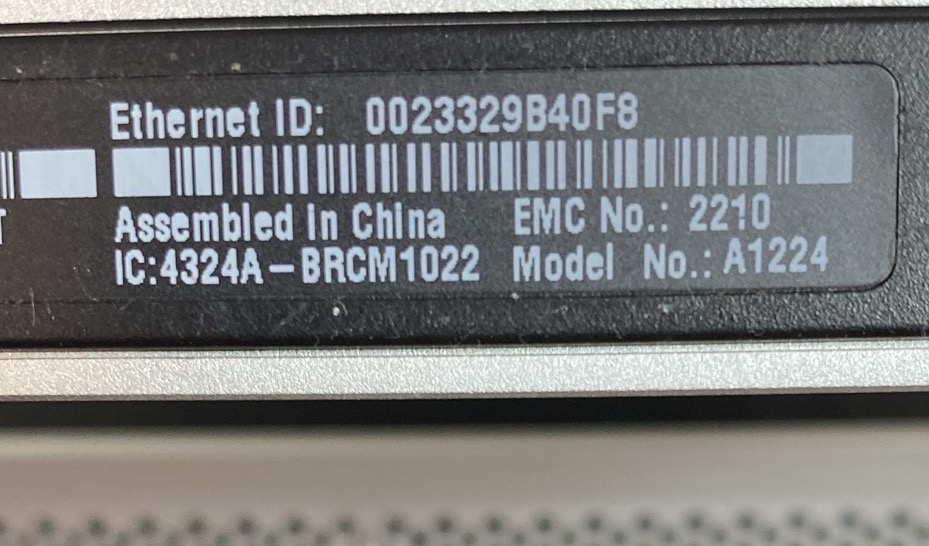 Ethernet ID: 0023329B40F8
Assembled in China EMC No.: 2210
IC:4324A-BRCM1022 Model No.: A1224